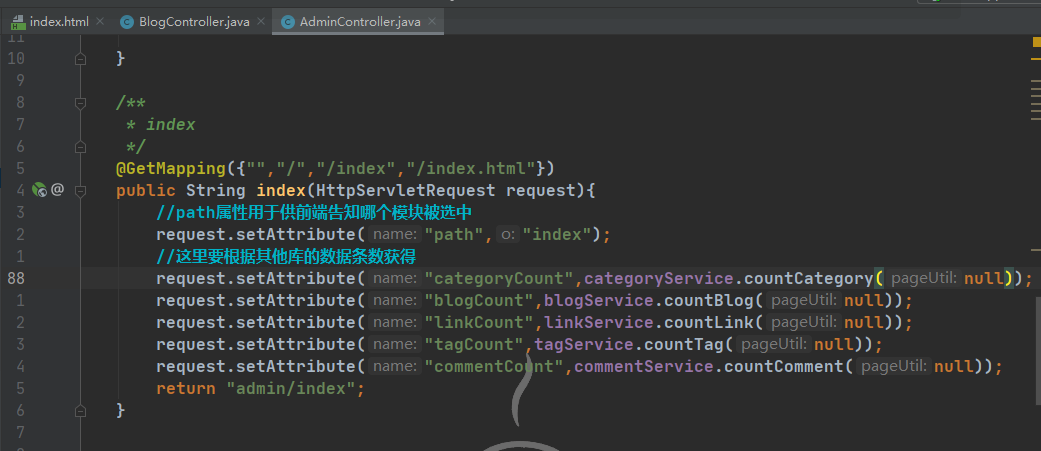 index.html × BlogController.java × AdminController.java ×
11
10 }
9
8 /**
7 * index
6 */
5 @GetMapping({"","/","/index","/index.html"})
4 @ public String index(HttpServletRequest request){
3 //path属性用于供前端告知哪个模块被选中
2 request.setAttribute( name: "path", o: "index");
1 //这里要根据其他库的数据条数获得
88 request.setAttribute( name: "categoryCount",categoryService.countCategory( pageUtil: null));
1 request.setAttribute( name: "blogCount",blogService.countBlog( pageUtil: null));
2 request.setAttribute( name: "linkCount",linkService.countLink( pageUtil: null));
3 request.setAttribute( name: "tagCount",tagService.countTag( pageUtil: null));
4 request.setAttribute( name: "commentCount",commentService.countComment( pageUtil: null));
5 return "admin/index";
6 }
7